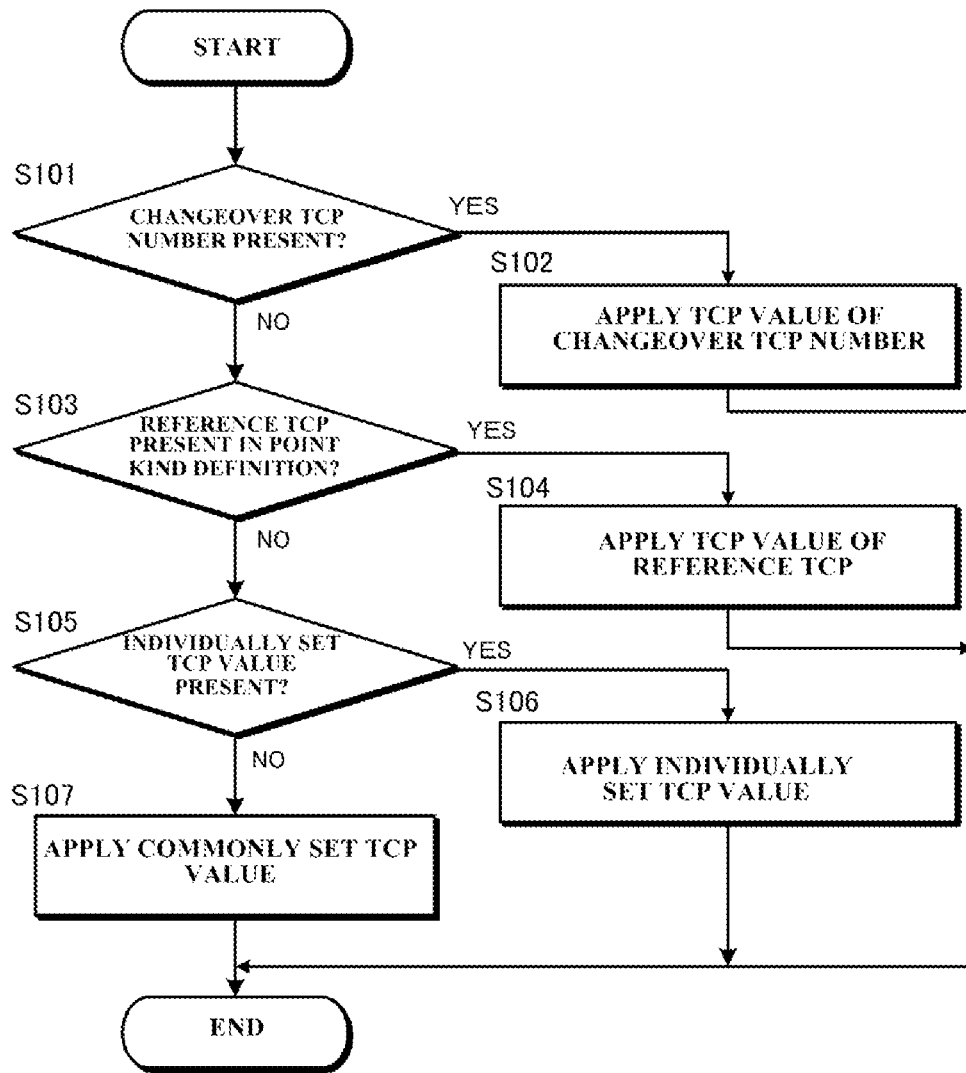 START
S101
CHANGEOVER TCP
NUMBER PRESENT?
YES
S102
APPLY TCP VALUE OF
CHANGEOVER TCP NUMBER
NO
S103
REFERENCE TCP
PRESENT IN POINT
KIND DEFINITION?
YES
S104
APPLY TCP VALUE OF
REFERENCE TCP
NO
S105
INDIVIDUALLY SET
TCP VALUE
PRESENT?
YES
S106
APPLY INDIVIDUALLY
SET TCP VALUE
NO
S107
APPLY COMMONLY SET TCP
VALUE
END